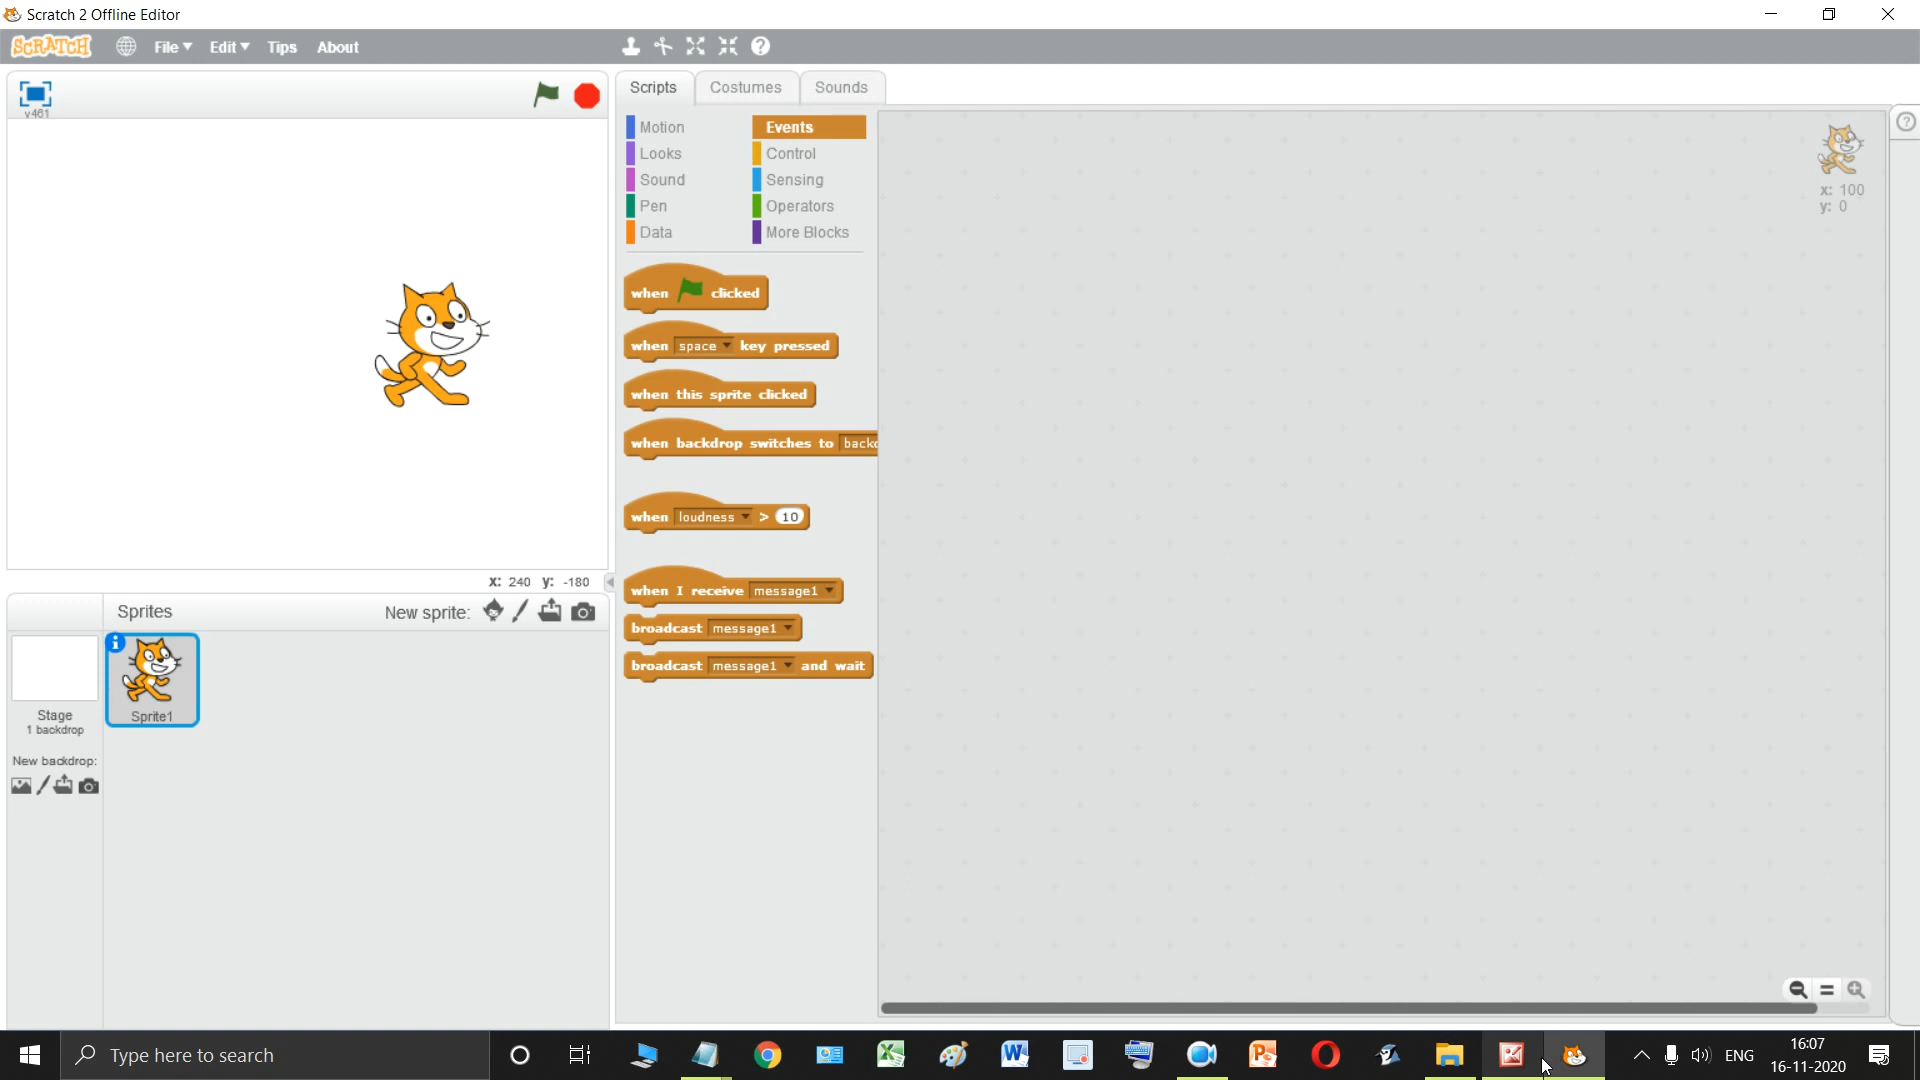 Scratch 2 Offline Editor
SCRATCH File Edit Tips About
v461
Scripts Costumes Sounds
Motion Events
Looks Control
Sound Sensing
Pen Operators
Data More Blocks
x: 100
y: 0
when clicked
when space key pressed
when this sprite clicked
when backdrop switches to
when loudness > 10
when I receive message1
broadcast message1
broadcast message1 and wait
x: 240 y: -180
Sprites New sprite:
Stage
1 backdrop
New backdrop:
Sprite1
Type here to search
ENG
16:07
16-11-2020